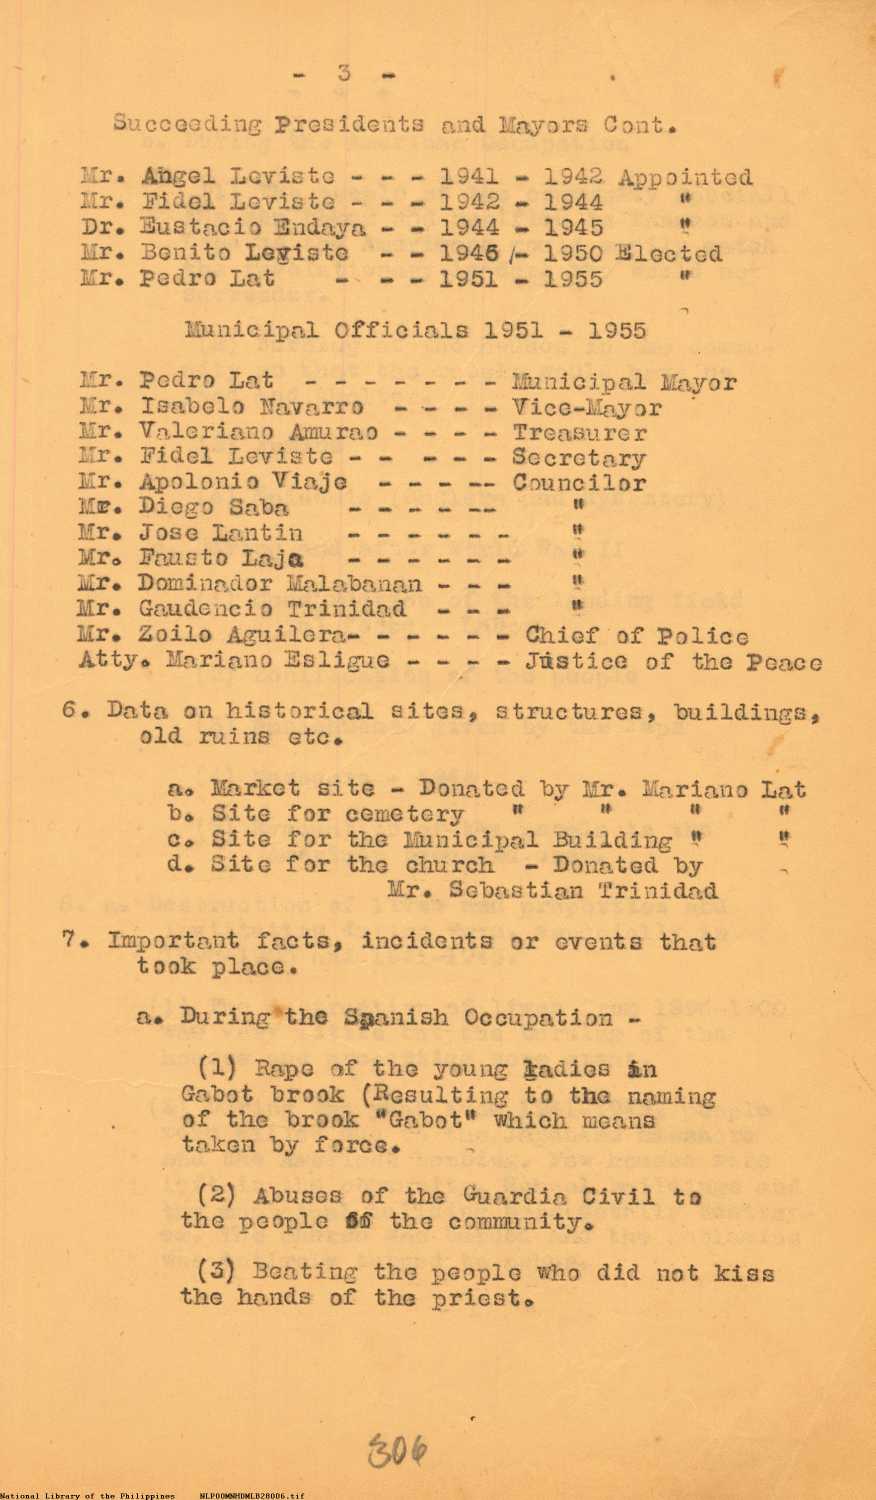 - 3 -
Succeeding Presidents and Mayors Cont.
Mr. Angel Leviste - - - 1941 - 1942 Appointed
Mr. Fidel Leviste - - - 1942 - 1944 "
Dr. Eustacio Endaya - - 1944 - 1945 "
Mr. Benito Leviste - - 1946 - 1950 Elected
Mr. Pedro Lat - - - 1951 - 1955 "
Municipal Officials 1951 - 1955
Mr. Pedro Lat - - - - - - - Municipal Mayor
Mr. Isabelo Navarro - - - - Vice-Mayor
Mr. Valeriano Amurao - - - - Treasurer
Mr. Fidel Leviste - - - - - Secretary
Mr. Apolonio Viaje - - - - -- Councilor
Mr. Diego Saba - - - - -- "
Mr. Jose Lantin - - - - - - "
Mr. Fausto Laja - - - - - - "
Mr. Dominador Malabanan - - - "
Mr. Gaudencio Trinidad - - - "
Mr. Zoilo Aguilera- - - - - - Chief of Police
Atty. Mariano Esligue - - - - Justice of the Peace
6. Data on historical sites, structures, buildings,
old ruins etc.
a. Market site - Donated by Mr. Mariano Lat
b. Site for cemetery " " " "
c. Site for the Municipal Building " "
d. Site for the church - Donated by
Mr. Sebastian Trinidad
7. Important facts, incidents or events that
took place.
a. During the Spanish Occupation -
(1) Rape of the young ladies in
Gabot brook (Resulting to the naming
of the brook "Gabot" which means
taken by force.
(2) Abuses of the Guardia Civil to
the people of the community.
(3) Beating the people who did not kiss
the hands of the priest.
306
National Library of the Philippines NLPOOMNHDMLB28006.tif